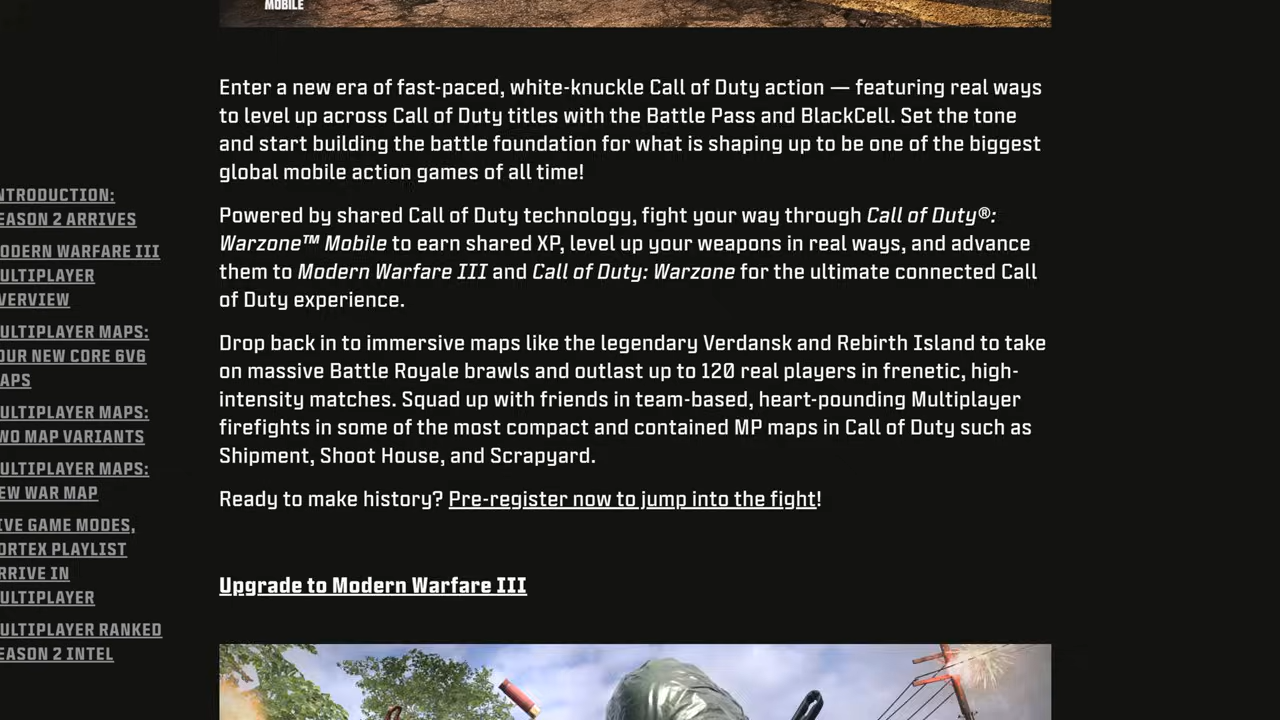 MOBILE
Enter a new era of fast-paced, white-knuckle Call of Duty action — featuring real ways
to level up across Call of Duty titles with the Battle Pass and BlackCell. Set the tone
and start building the battle foundation for what is shaping up to be one of the biggest
global mobile action games of all time!
Powered by shared Call of Duty technology, fight your way through Call of Duty®:
Warzone™ Mobile to earn shared XP, level up your weapons in real ways, and advance
them to Modern Warfare III and Call of Duty: Warzone for the ultimate connected Call
of Duty experience.
Drop back in to immersive maps like the legendary Verdansk and Rebirth Island to take
on massive Battle Royale brawls and outlast up to 120 real players in frenetic, high-
intensity matches. Squad up with friends in team-based, heart-pounding Multiplayer
firefights in some of the most compact and contained MP maps in Call of Duty such as
Shipment, Shoot House, and Scrapyard.
Ready to make history? Pre-register now to jump into the fight!
Upgrade to Modern Warfare III
NTRODUCTION:
EASON 2 ARRIVES
ODERN WARFARE III
ULTIPLAYER
VERVIEW
ULTIPLAYER MAPS:
OUR NEW CORE 6V6
APS
ULTIPLAYER MAPS:
WO MAP VARIANTS
ULTIPLAYER MAPS:
EW WAR MAP
IVE GAME MODES,
ORTEX PLAYLIST
RRIVE IN
ULTIPLAYER
ULTIPLAYER RANKED
EASON 2 INTEL